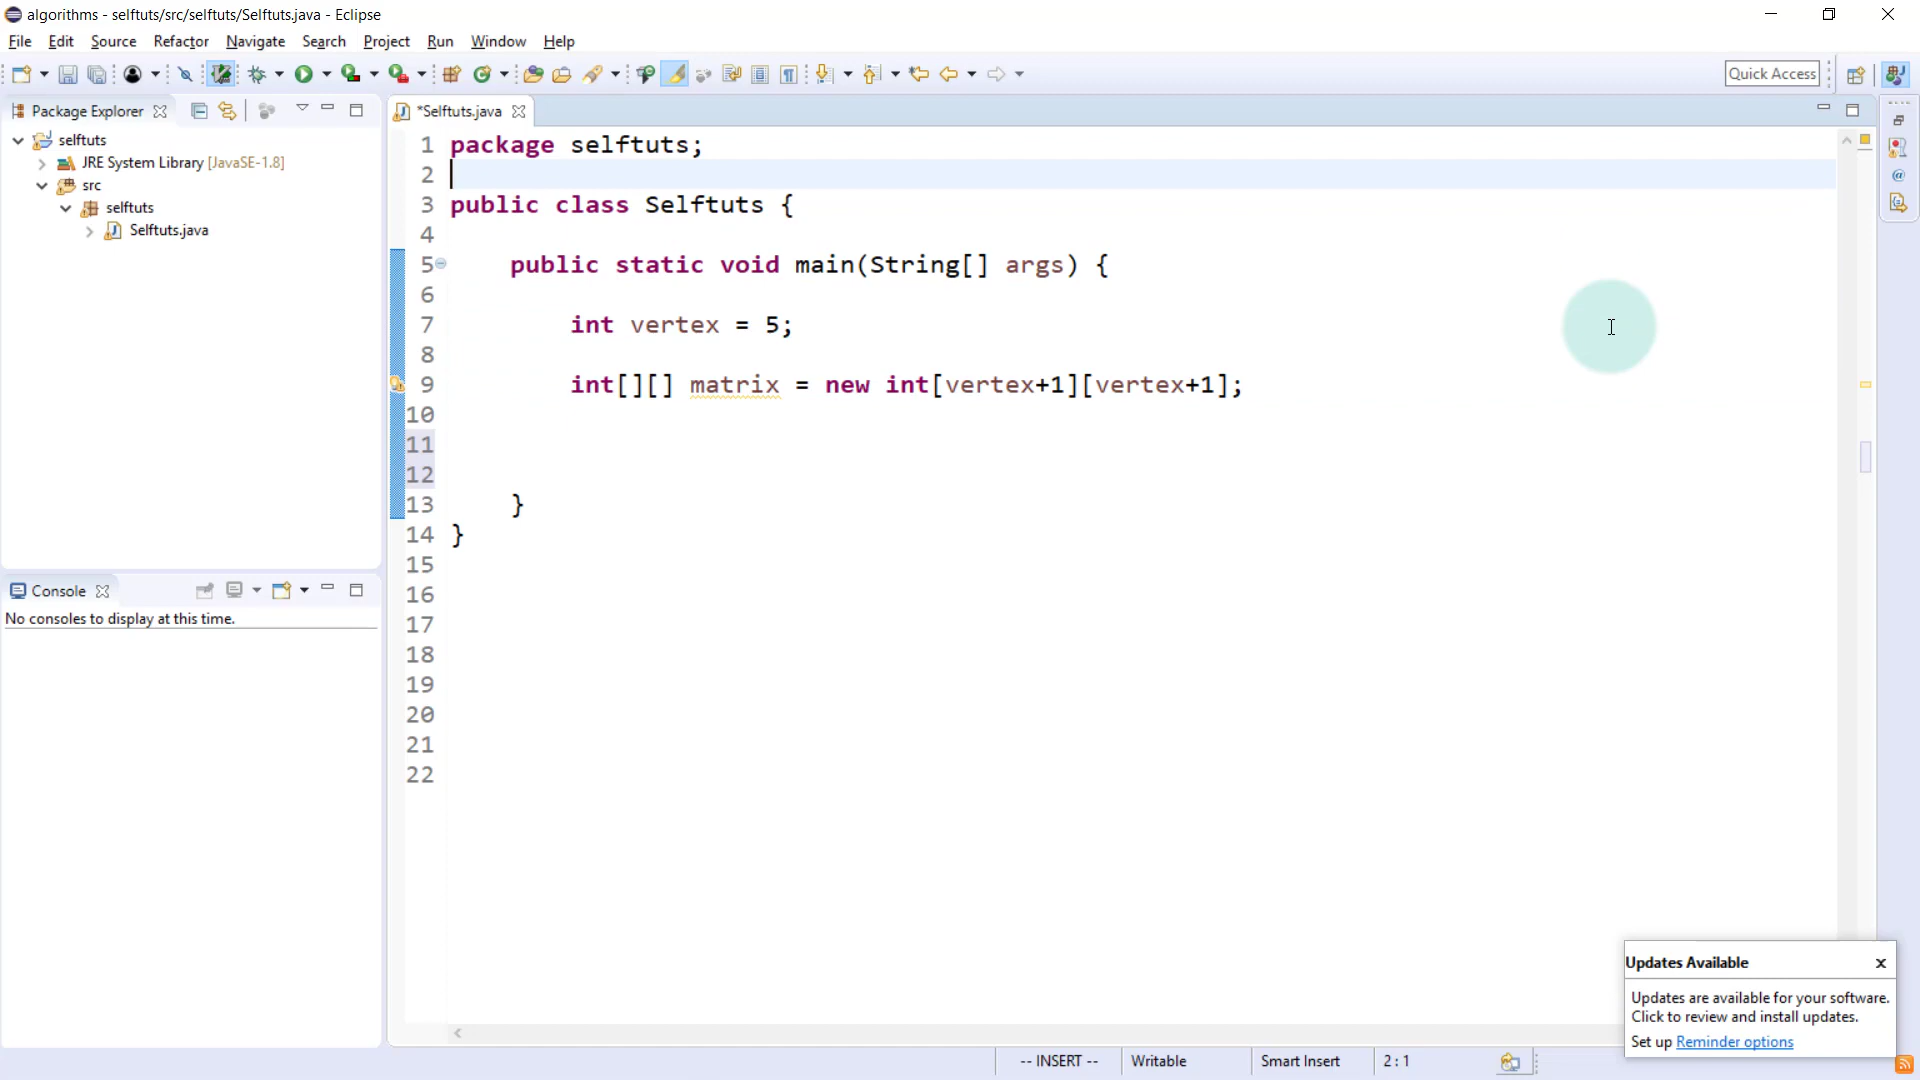 algorithms - selftuts/src/selftuts/Selftuts.java - Eclipse
File Edit Source Refactor Navigate Search Project Run Window Help
Quick Access
Package Explorer
*Selftuts.java
selftuts
JRE System Library [JavaSE-1.8]
src
selftuts
Selftuts.java
1 package selftuts;
2
3 public class Selftuts {
4
5 public static void main(String[] args) {
6
7 int vertex = 5;
8
9 int[][] matrix = new int[vertex+1][vertex+1];
10
11
12
13 }
14 }
15
16
17
18
19
20
21
22
Console
No consoles to display at this time.
Updates Available
Updates are available for your software.
Click to review and install updates.
Set up Reminder options
-- INSERT -- Writable Smart Insert 2 : 1